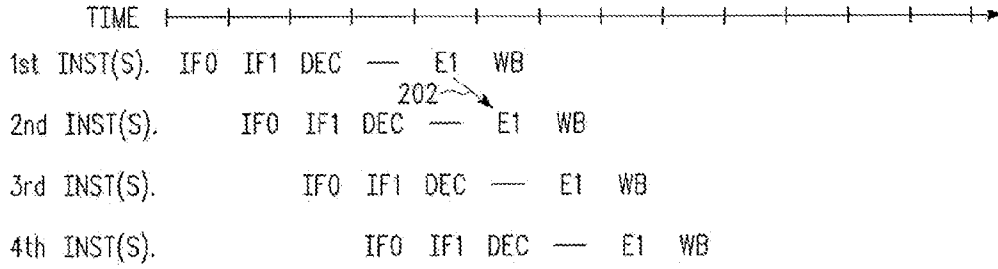 TIME
1st INST(S). IF0 IF1 DEC — E1 WB
202
2nd INST(S). IF0 IF1 DEC — E1 WB
3rd INST(S). IF0 IF1 DEC — E1 WB
4th INST(S). IF0 IF1 DEC — E1 WB